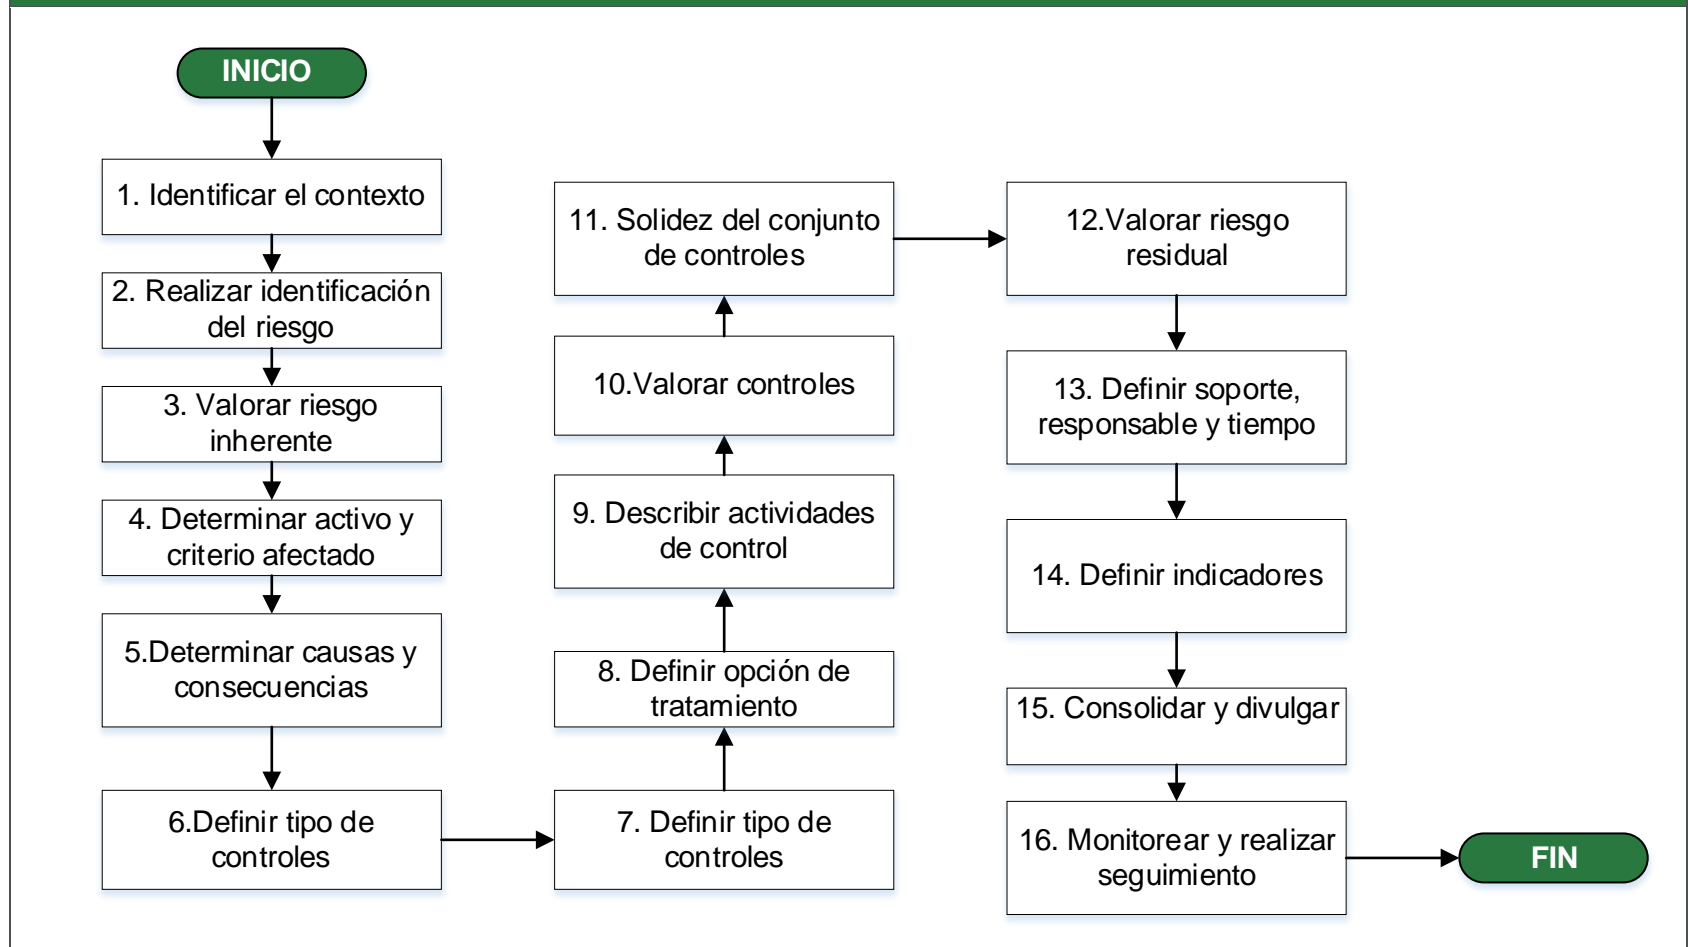 INICIO
1. Identificar el contexto
2. Realizar identificación
del riesgo
3. Valorar riesgo
inherente
4. Determinar activo y
criterio afectado
5.Determinar causas y
consecuencias
6.Definir tipo de
controles
7. Definir tipo de
controles
8. Definir opción de
tratamiento
9. Describir actividades
de control
10.Valorar controles
11. Solidez del conjunto
de controles
12.Valorar riesgo
residual
13. Definir soporte,
responsable y tiempo
14. Definir indicadores
15. Consolidar y divulgar
16. Monitorear y realizar
seguimiento
FIN